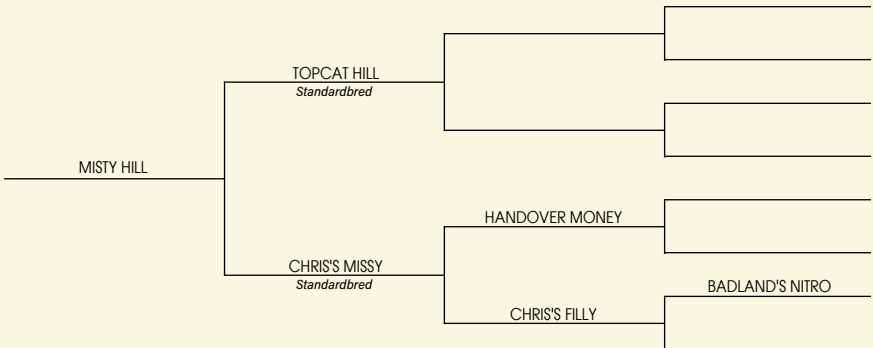 TOPCAT HILL
Standardbred
MISTY HILL
HANDOVER MONEY
CHRIS'S MISSY
Standardbred
BADLAND'S NITRO
CHRIS'S FILLY